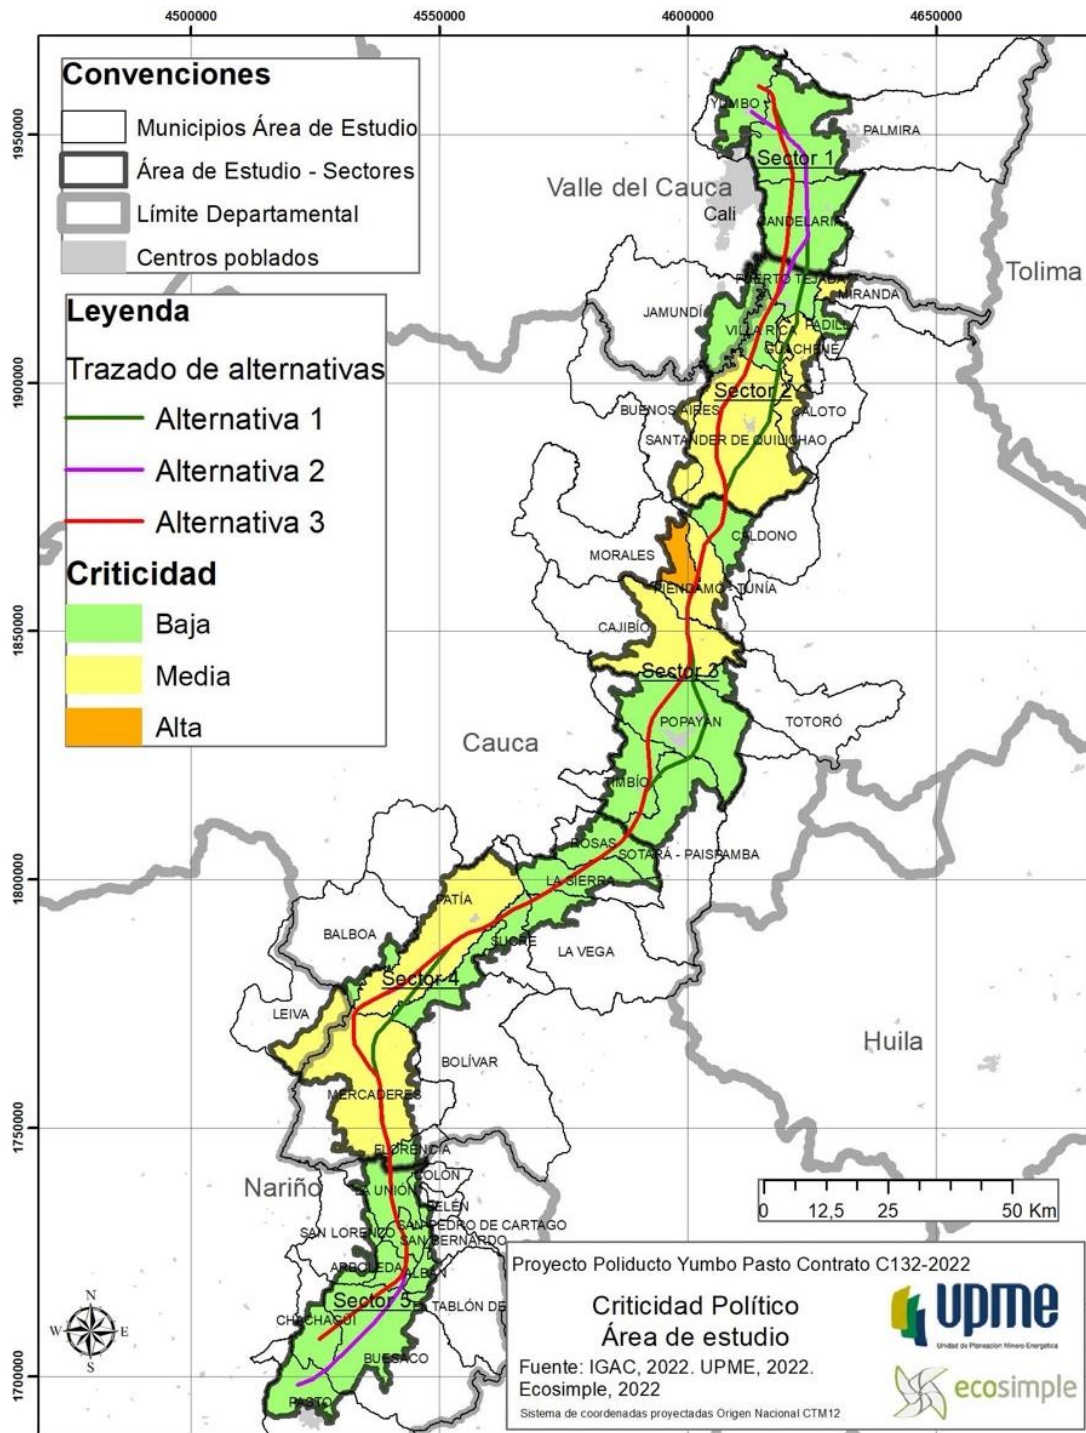 4500000
4550000
4600000
4650000
1950000
1900000
1850000
1800000
1750000
1700000
Convenciones
Municipios Área de Estudio
Área de Estudio - Sectores
Límite Departamental
Centros poblados
Leyenda
Trazado de alternativas
Alternativa 1
Alternativa 2
Alternativa 3
Criticidad
Baja
Media
Alta
YUMBO
PALMIRA
Sector 1
Valle del Cauca
Cali
CANDELARIA
Tolima
PUERTO TEJADA
MIRANDA
JAMUNDÍ
VILLA RICA
PADILLA
GUACHENÉ
Sector 2
BUENOS AIRES
CALOTO
SANTANDER DE QUILICHAO
CALDONO
MORALES
PIENDAMÓ - TUNÍA
CAJIBÍO
Sector 3
POPAYÁN
TOTORÓ
Cauca
TIMBÍO
ROSAS
SOTARÁ - PAISPAMBA
LA SIERRA
PATÍA
BALBOA
SUCRE
LA VEGA
Sector 4
LEIVA
Huila
BOLÍVAR
MERCADERES
FLORENCIA
COLÓN
Nariño
LA UNIÓN
BELÉN
SAN PEDRO DE CARTAGO
SAN LORENZO
SAN BERNARDO
ARBOLEDA
ALBÁN
Sector 5
EL TABLÓN DE
CHACHAGÜÍ
BUESACO
PASTO
0 12,5 25 50 Km
N
W E
S
Proyecto Poliducto Yumbo Pasto Contrato C132-2022
Criticidad Político
Área de estudio
Fuente: IGAC, 2022. UPME, 2022.
Ecosimple, 2022
Sistema de coordenadas proyectadas Origen Nacional CTM12
upme
Unidad de Planeación Minero Energética
ecosimple